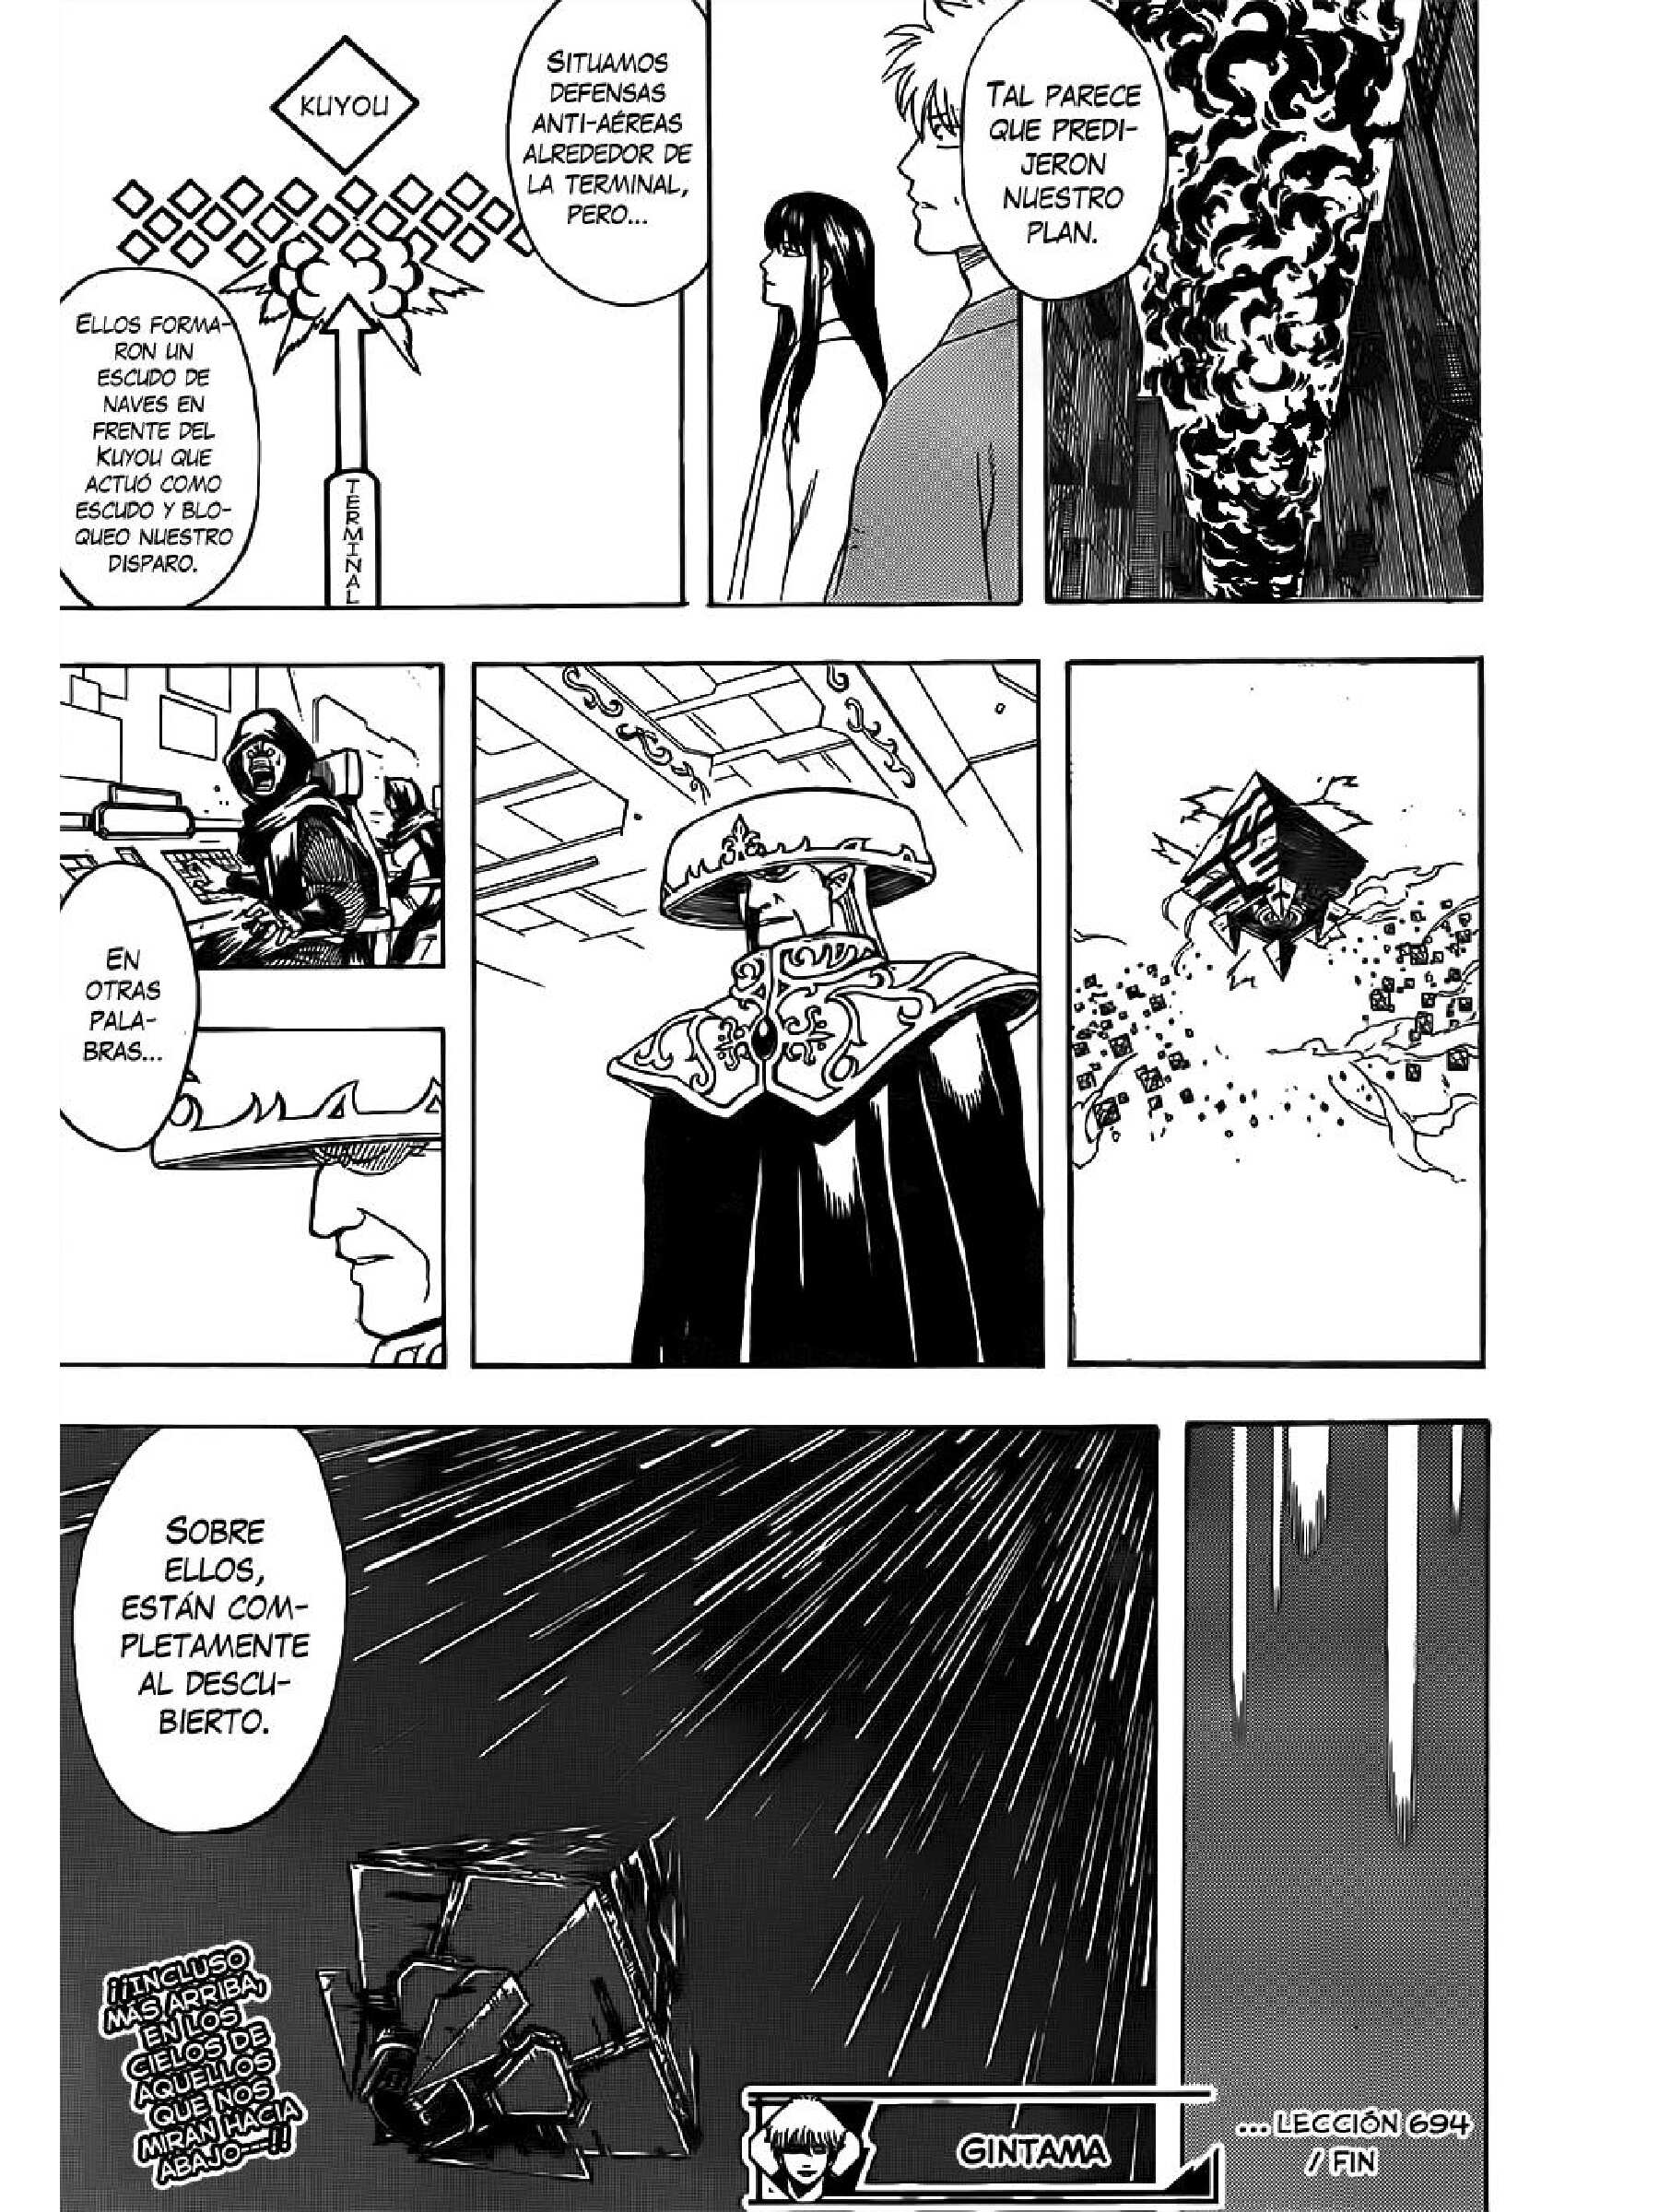 TAL PARECE
QUE PREDI-
JERON
NUESTRO
PLAN.
SITUAMOS
DEFENSAS
ANTI-AÉREAS
ALREDEDOR DE
LA TERMINAL,
PERO...
KUYOU
TERMINAL
ELLOS FORMA-
RON UN
ESCUDO DE
NAVES EN
FRENTE DEL
KUYOU QUE
ACTUÓ COMO
ESCUDO Y BLO-
QUEO NUESTRO
DISPARO.
EN
OTRAS
PALA-
BRAS...
SOBRE
ELLOS,
ESTÁN COM-
PLETAMENTE
AL DESCU-
BIERTO.
¡¡INCLUSO
MAS ARRIBA,
EN LOS
CIELOS DE
AQUELLOS
QUE NOS
MIRAN HACIA
ABAJO--!!
GINTAMA
... LECCIÓN 694
/ FIN